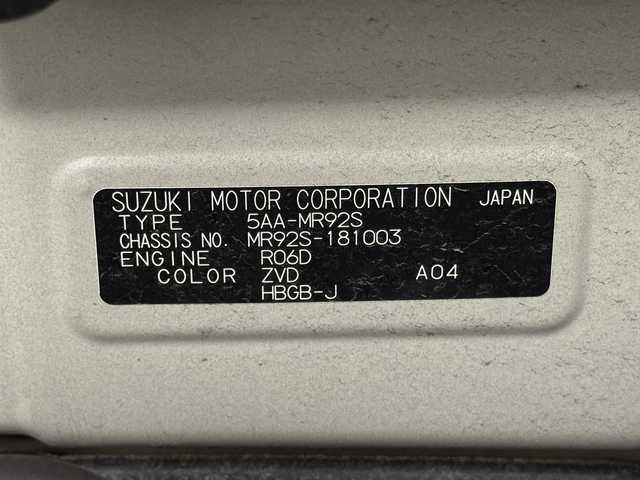 SUZUKI MOTOR CORPORATION JAPAN
TYPE 5AA-MR92S
CHASSIS NO. MR92S-181003
ENGINE R06D
COLOR ZVD A04
HBGB-J